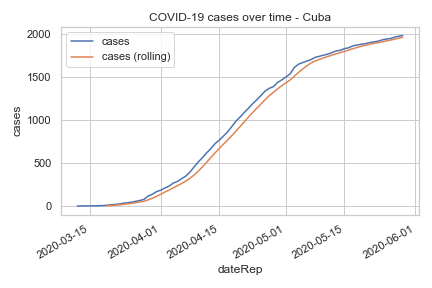 COVID-19 cases over time - Cuba
cases
cases (rolling)
2000
1500
1000
500
0
cases
2020-03-15
2020-04-01
2020-04-15
2020-05-01
2020-05-15
2020-06-01
dateRep